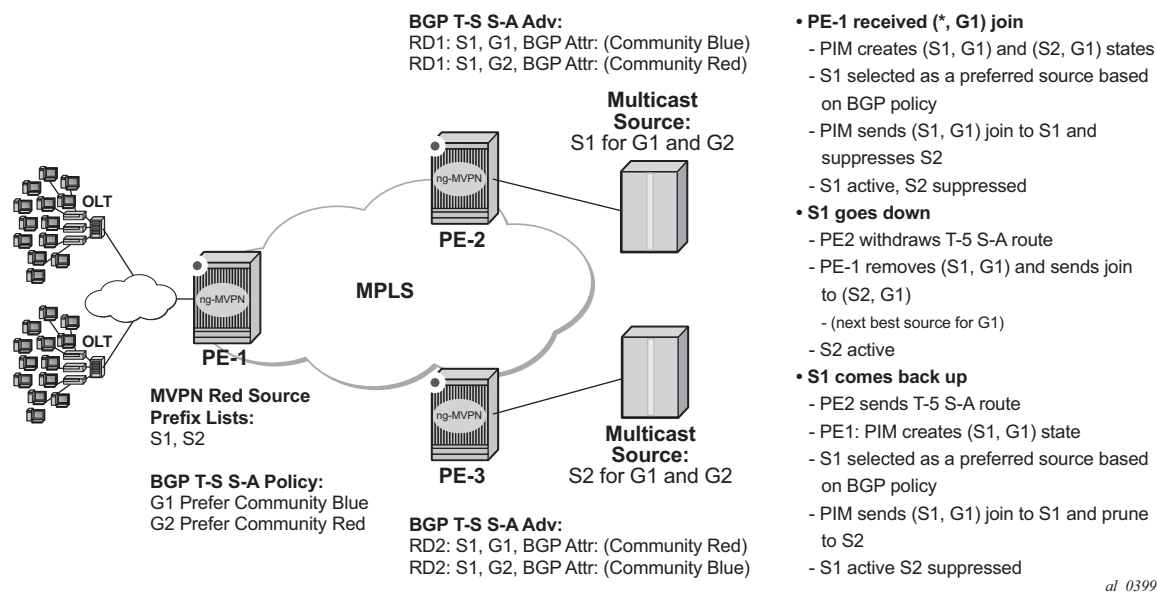 BGP T-S S-A Adv:
RD1: S1, G1, BGP Attr: (Community Blue)
RD1: S1, G2, BGP Attr: (Community Red)
Multicast
Source:
S1 for G1 and G2
OLT
ng-MVPN
PE-2
MPLS
ng-MVPN
PE-1
OLT
MVPN Red Source
Prefix Lists:
S1, S2
BGP T-S S-A Policy:
G1 Prefer Community Blue
G2 Prefer Community Red
ng-MVPN
PE-3
Multicast
Source:
S2 for G1 and G2
BGP T-S S-A Adv:
RD2: S1, G1, BGP Attr: (Community Red)
RD2: S1, G2, BGP Attr: (Community Blue)
• PE-1 received (*, G1) join
- PIM creates (S1, G1) and (S2, G1) states
- S1 selected as a preferred source based
on BGP policy
- PIM sends (S1, G1) join to S1 and
suppresses S2
- S1 active, S2 suppressed
• S1 goes down
- PE2 withdraws T-5 S-A route
- PE-1 removes (S1, G1) and sends join
to (S2, G1)
- (next best source for G1)
- S2 active
• S1 comes back up
- PE2 sends T-5 S-A route
- PE1: PIM creates (S1, G1) state
- S1 selected as a preferred source based
on BGP policy
- PIM sends (S1, G1) join to S1 and prune
to S2
- S1 active S2 suppressed
al_0399